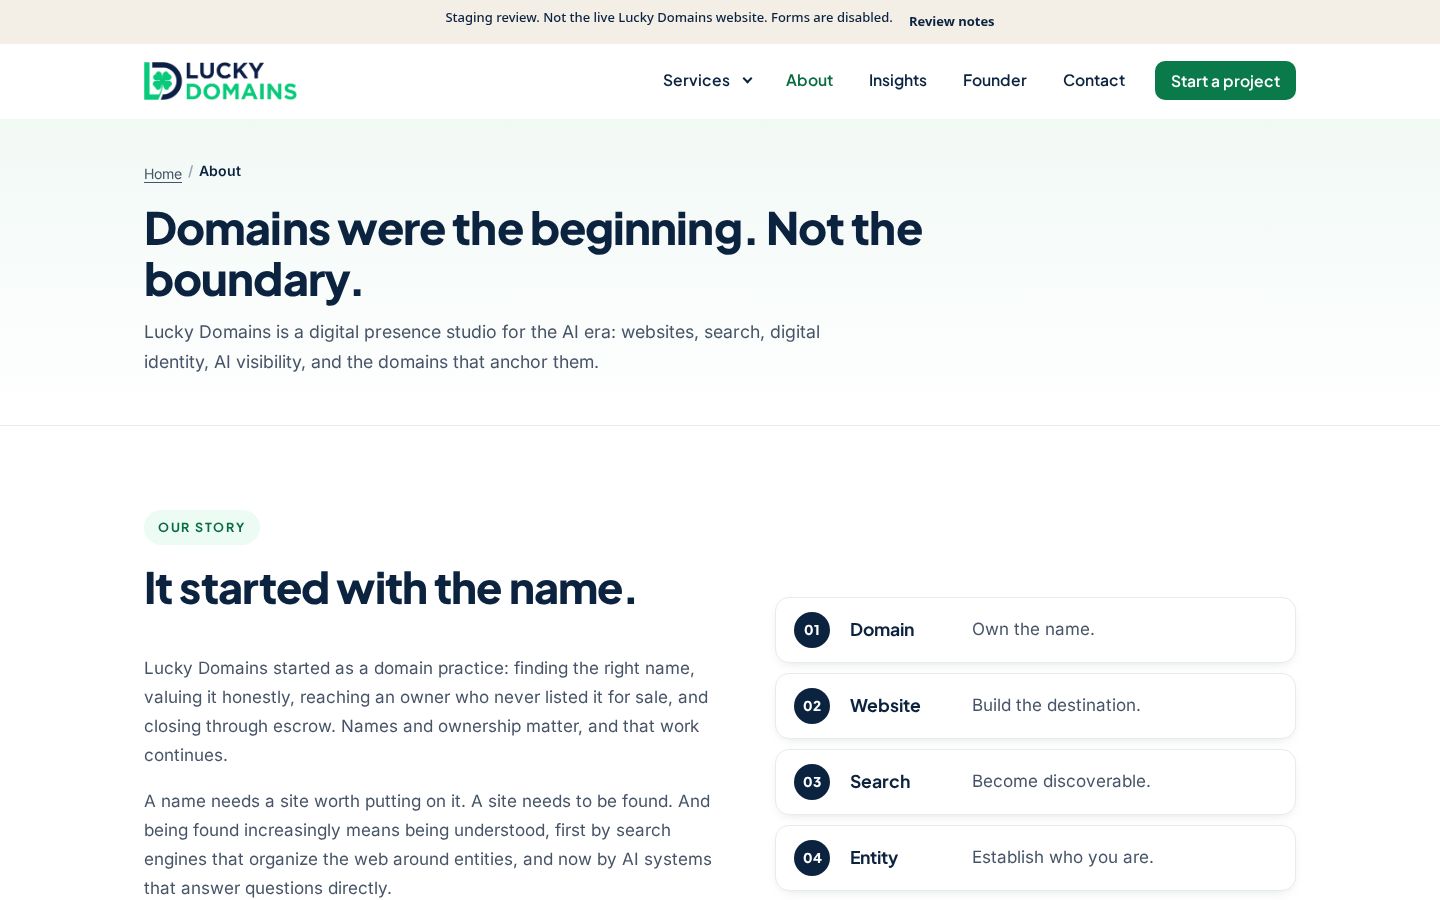 Staging review. Not the live Lucky Domains website. Forms are disabled. Review notes
LUCKY
DOMAINS
Services
About
Insights
Founder
Contact
Start a project
Home / About
Domains were the beginning. Not the
boundary.
Lucky Domains is a digital presence studio for the AI era: websites, search, digital
identity, AI visibility, and the domains that anchor them.
OUR STORY
It started with the name.
Lucky Domains started as a domain practice: finding the right name,
valuing it honestly, reaching an owner who never listed it for sale, and
closing through escrow. Names and ownership matter, and that work
continues.
A name needs a site worth putting on it. A site needs to be found. And
being found increasingly means being understood, first by search
engines that organize the web around entities, and now by AI systems
that answer questions directly.
01 Domain Own the name.
02 Website Build the destination.
03 Search Become discoverable.
04 Entity Establish who you are.